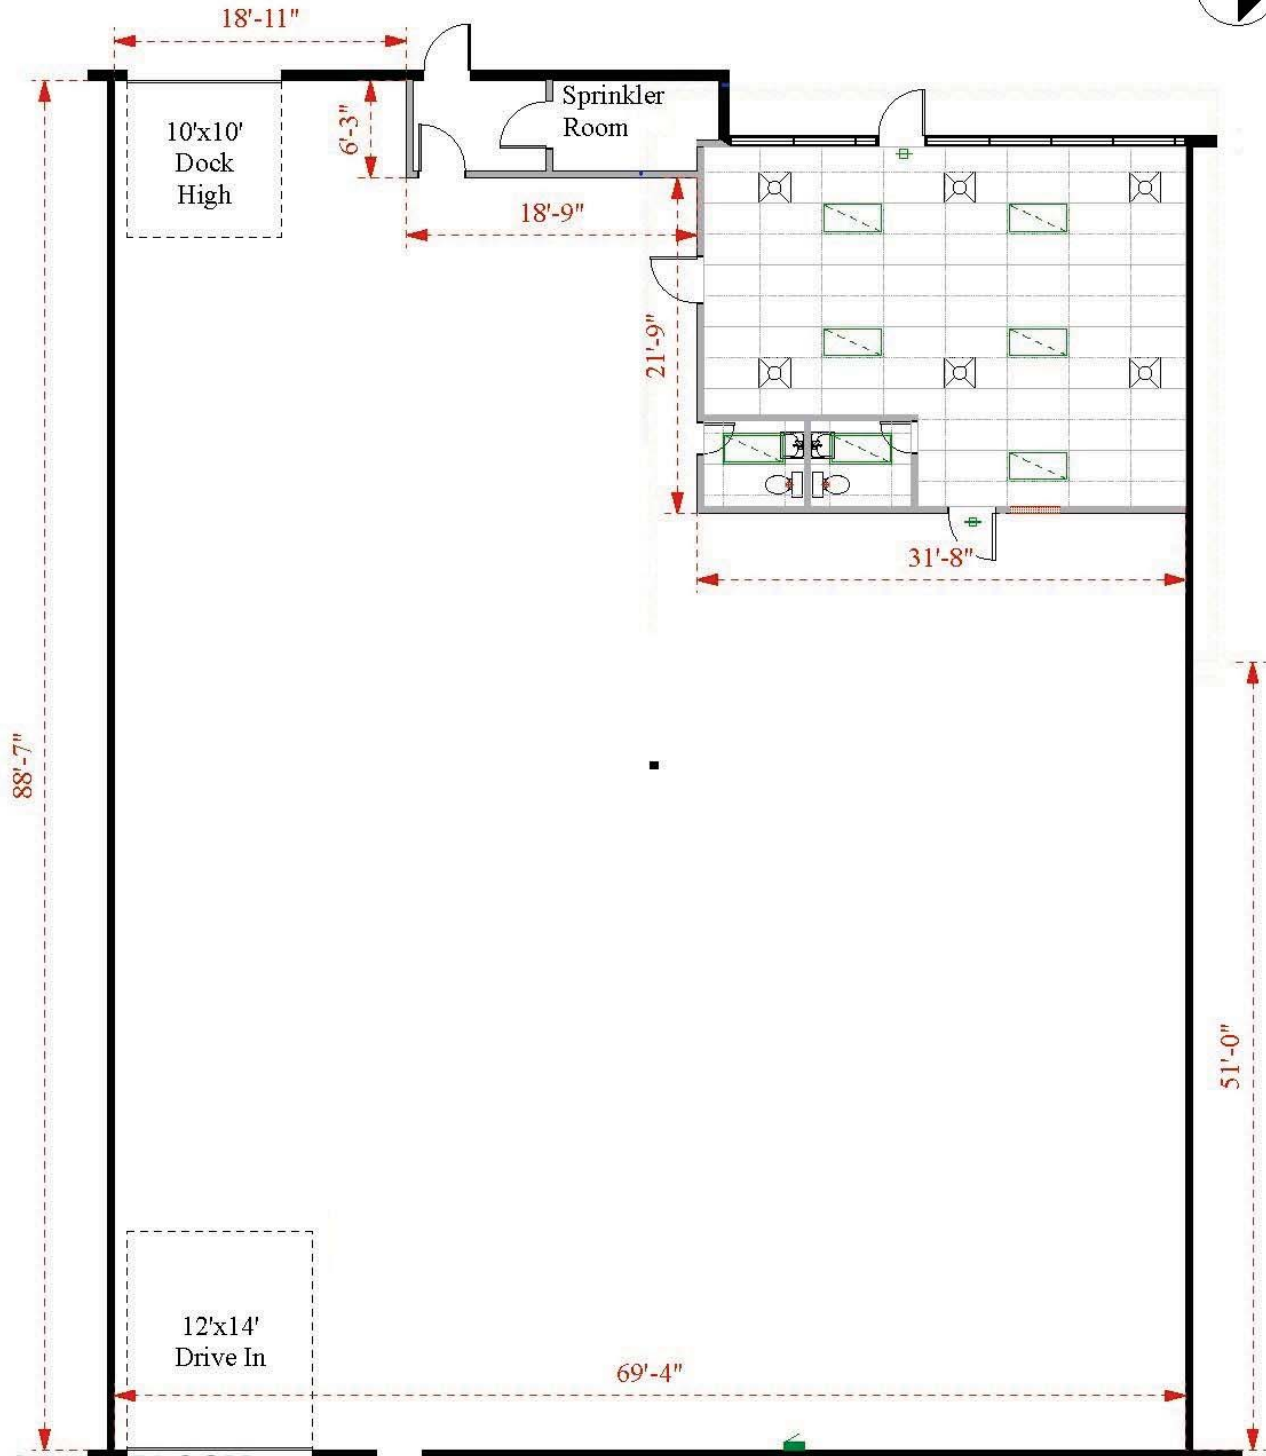 18'-11"
Sprinkler
Room
10'x10'
Dock
High
6'-3"
18'-9"
21'-9"
31'-8"
88'-7"
51'-0"
12'x14'
Drive In
69'-4"